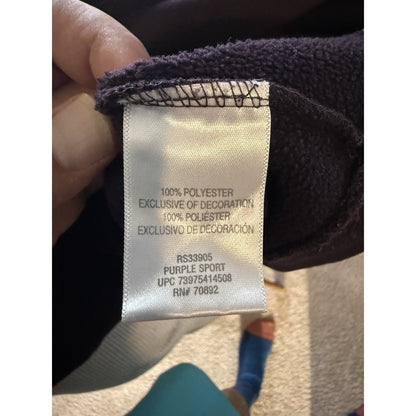 100% POLYESTER
EXCLUSIVE OF DECORATION
100% POLIÉSTER
EXCLUSIVO DE DECORACIÓN
RS33905
PURPLE SPORT
UPC 73975414508
RN# 70892